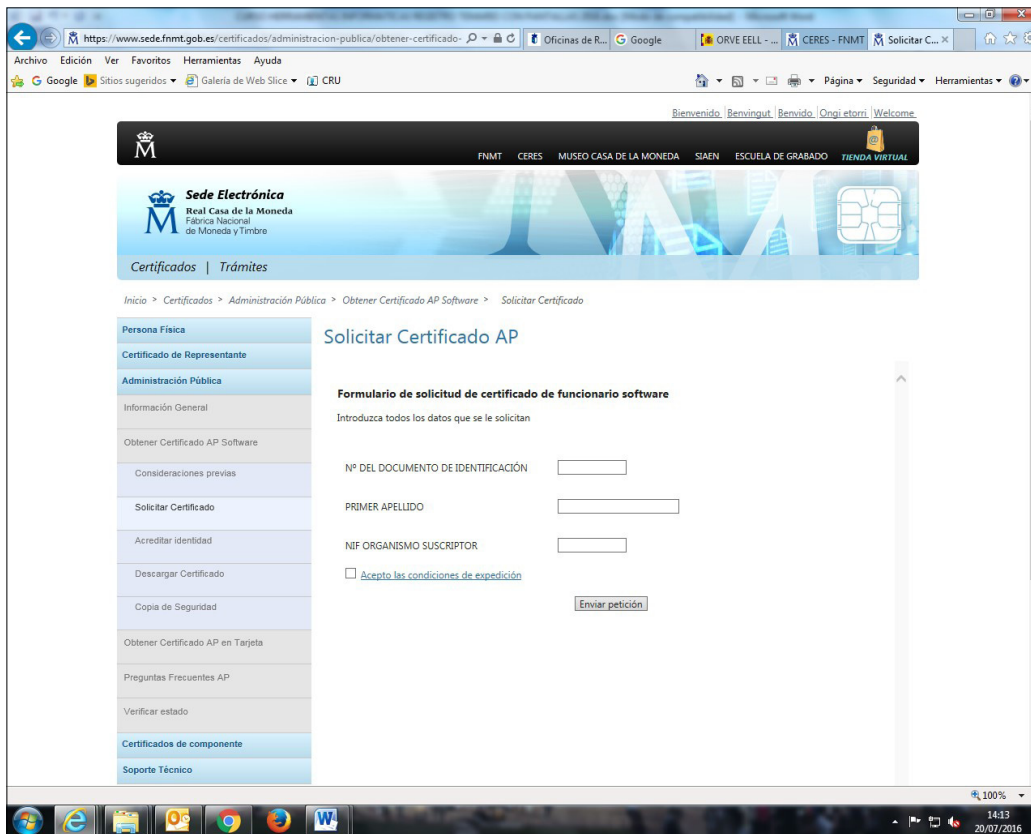 https://www.sede.fnmt.gob.es/certificados/administracion-publica/obtener-certificado-
Oficinas de R...
Google
ORVE EELL - ...
CERES - FNMT
Solicitar C...
Archivo Edición Ver Favoritos Herramientas Ayuda
Google
Sitios sugeridos
Galería de Web Slice
CRU
Página
Seguridad
Herramientas
Bienvenido Benvingut Benvido Ongi etorri Welcome
FNMT CERES MUSEO CASA DE LA MONEDA SIAEN ESCUELA DE GRABADO TIENDA VIRTUAL
Sede Electrónica
Real Casa de la Moneda
Fábrica Nacional
de Moneda y Timbre
Certificados | Trámites
Inicio > Certificados > Administración Pública > Obtener Certificado AP Software > Solicitar Certificado
Persona Física
Certificado de Representante
Administración Pública
Información General
Obtener Certificado AP Software
Consideraciones previas
Solicitar Certificado
Acreditar identidad
Descargar Certificado
Copia de Seguridad
Obtener Certificado AP en Tarjeta
Preguntas Frecuentes AP
Verificar estado
Certificados de componente
Soporte Técnico
Solicitar Certificado AP
Formulario de solicitud de certificado de funcionario software
Introduzca todos los datos que se le solicitan
Nº DEL DOCUMENTO DE IDENTIFICACIÓN
PRIMER APELLIDO
NIF ORGANISMO SUSCRIPTOR
Acepto las condiciones de expedición
Enviar petición
100%
14:13
20/07/2016